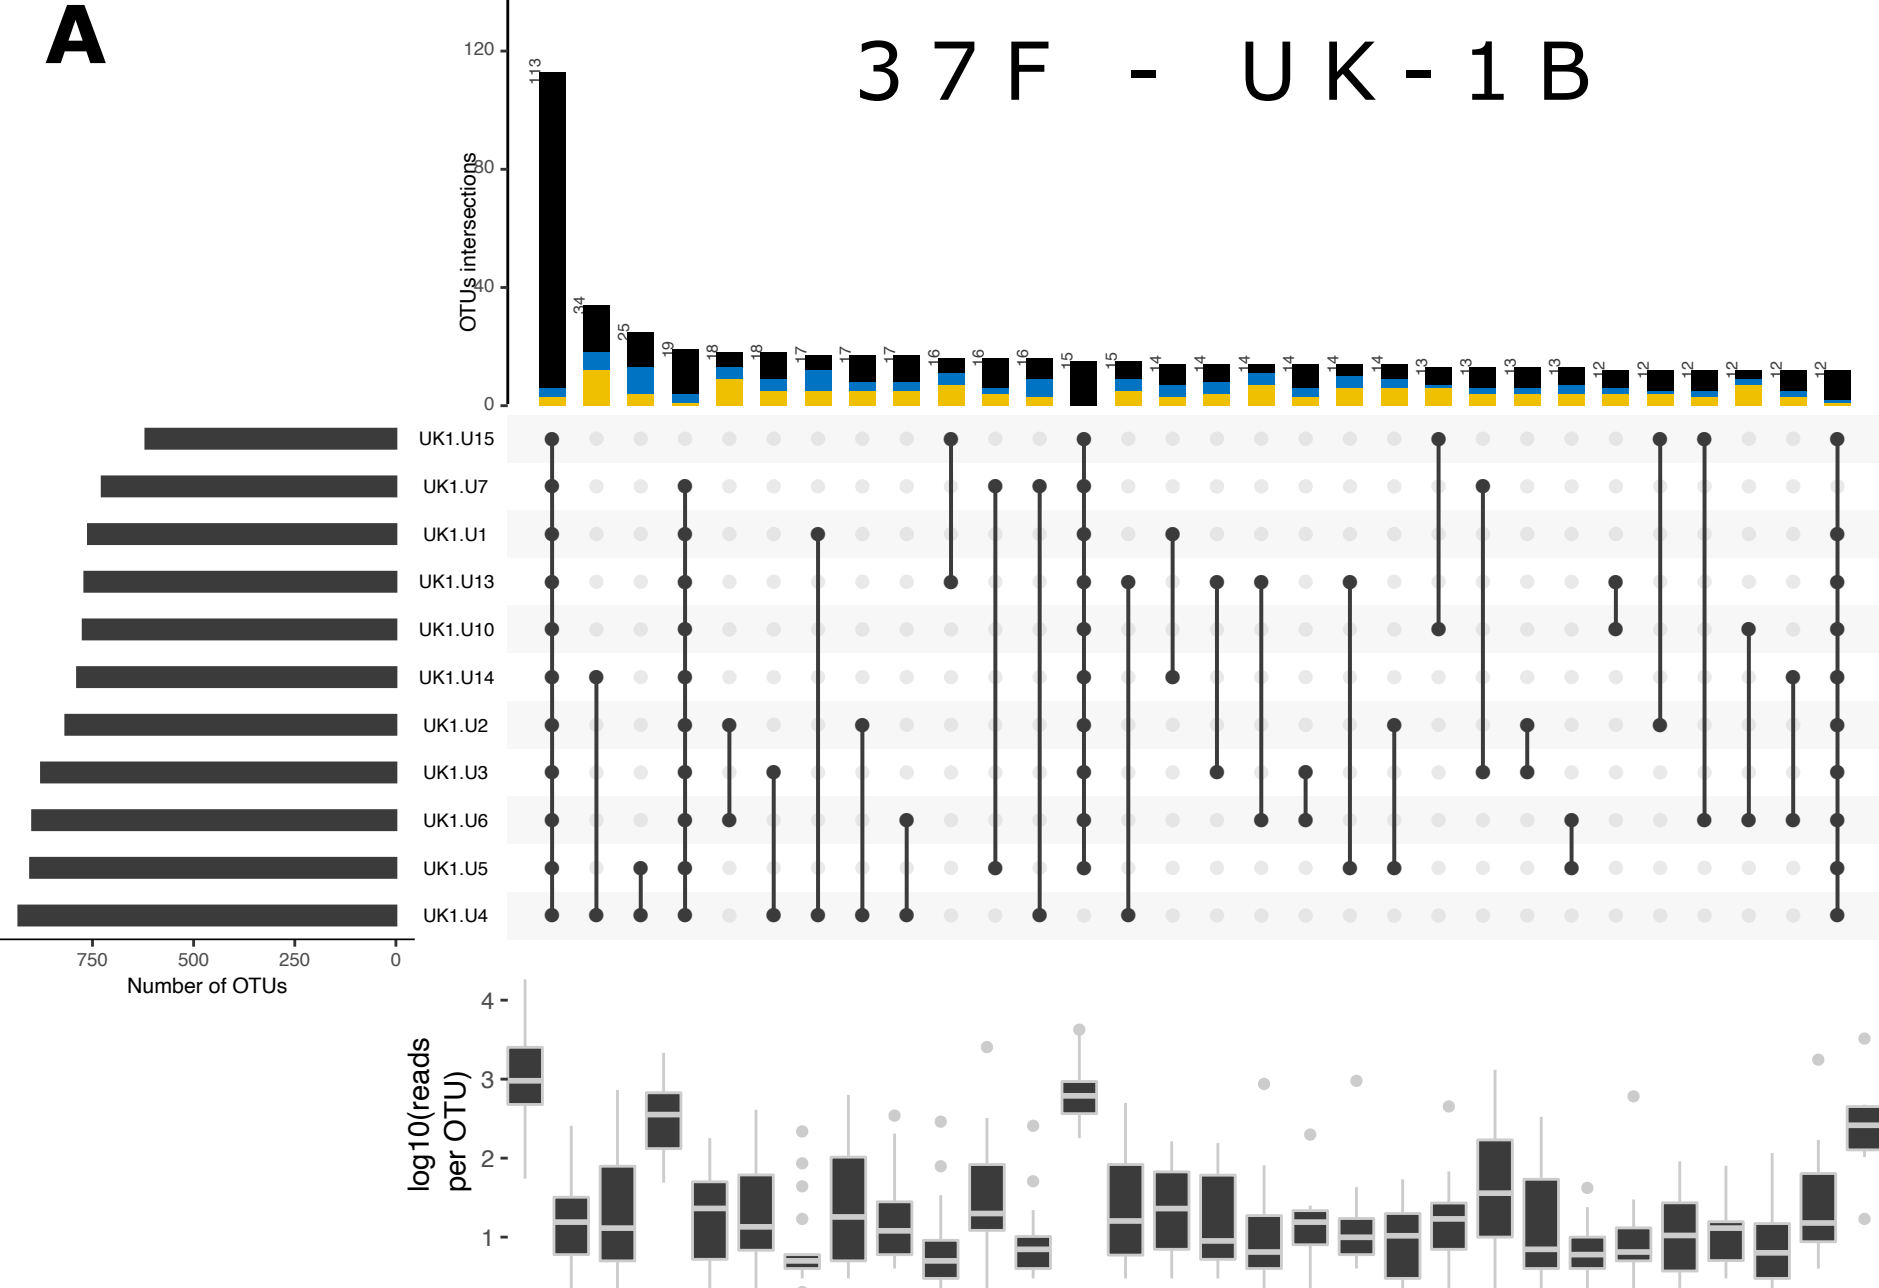 A
37F - UK-1B
OTUs intersections
120
80
40
0
113
34
25
19
18
18
17
17
17
16
16
16
15
15
14
14
14
14
14
14
13
13
13
13
12
12
12
12
12
12
UK1.U15
UK1.U7
UK1.U1
UK1.U13
UK1.U10
UK1.U14
UK1.U2
UK1.U3
UK1.U6
UK1.U5
UK1.U4
750 500 250 0
Number of OTUs
log10(reads
per OTU)
4
3
2
1